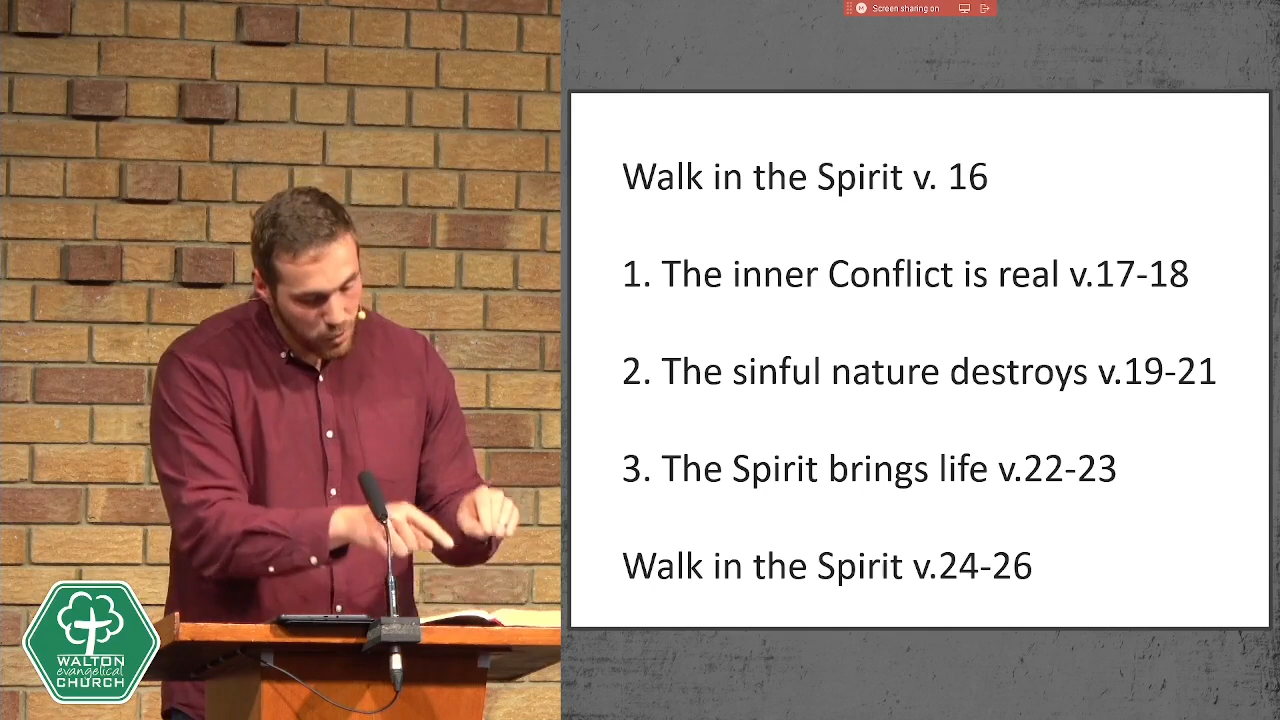 Screen sharing on
Walk in the Spirit v. 16
1. The inner Conflict is real v.17-18
2. The sinful nature destroys v.19-21
3. The Spirit brings life v.22-23
Walk in the Spirit v.24-26
WALTON
evangelical
CHURCH